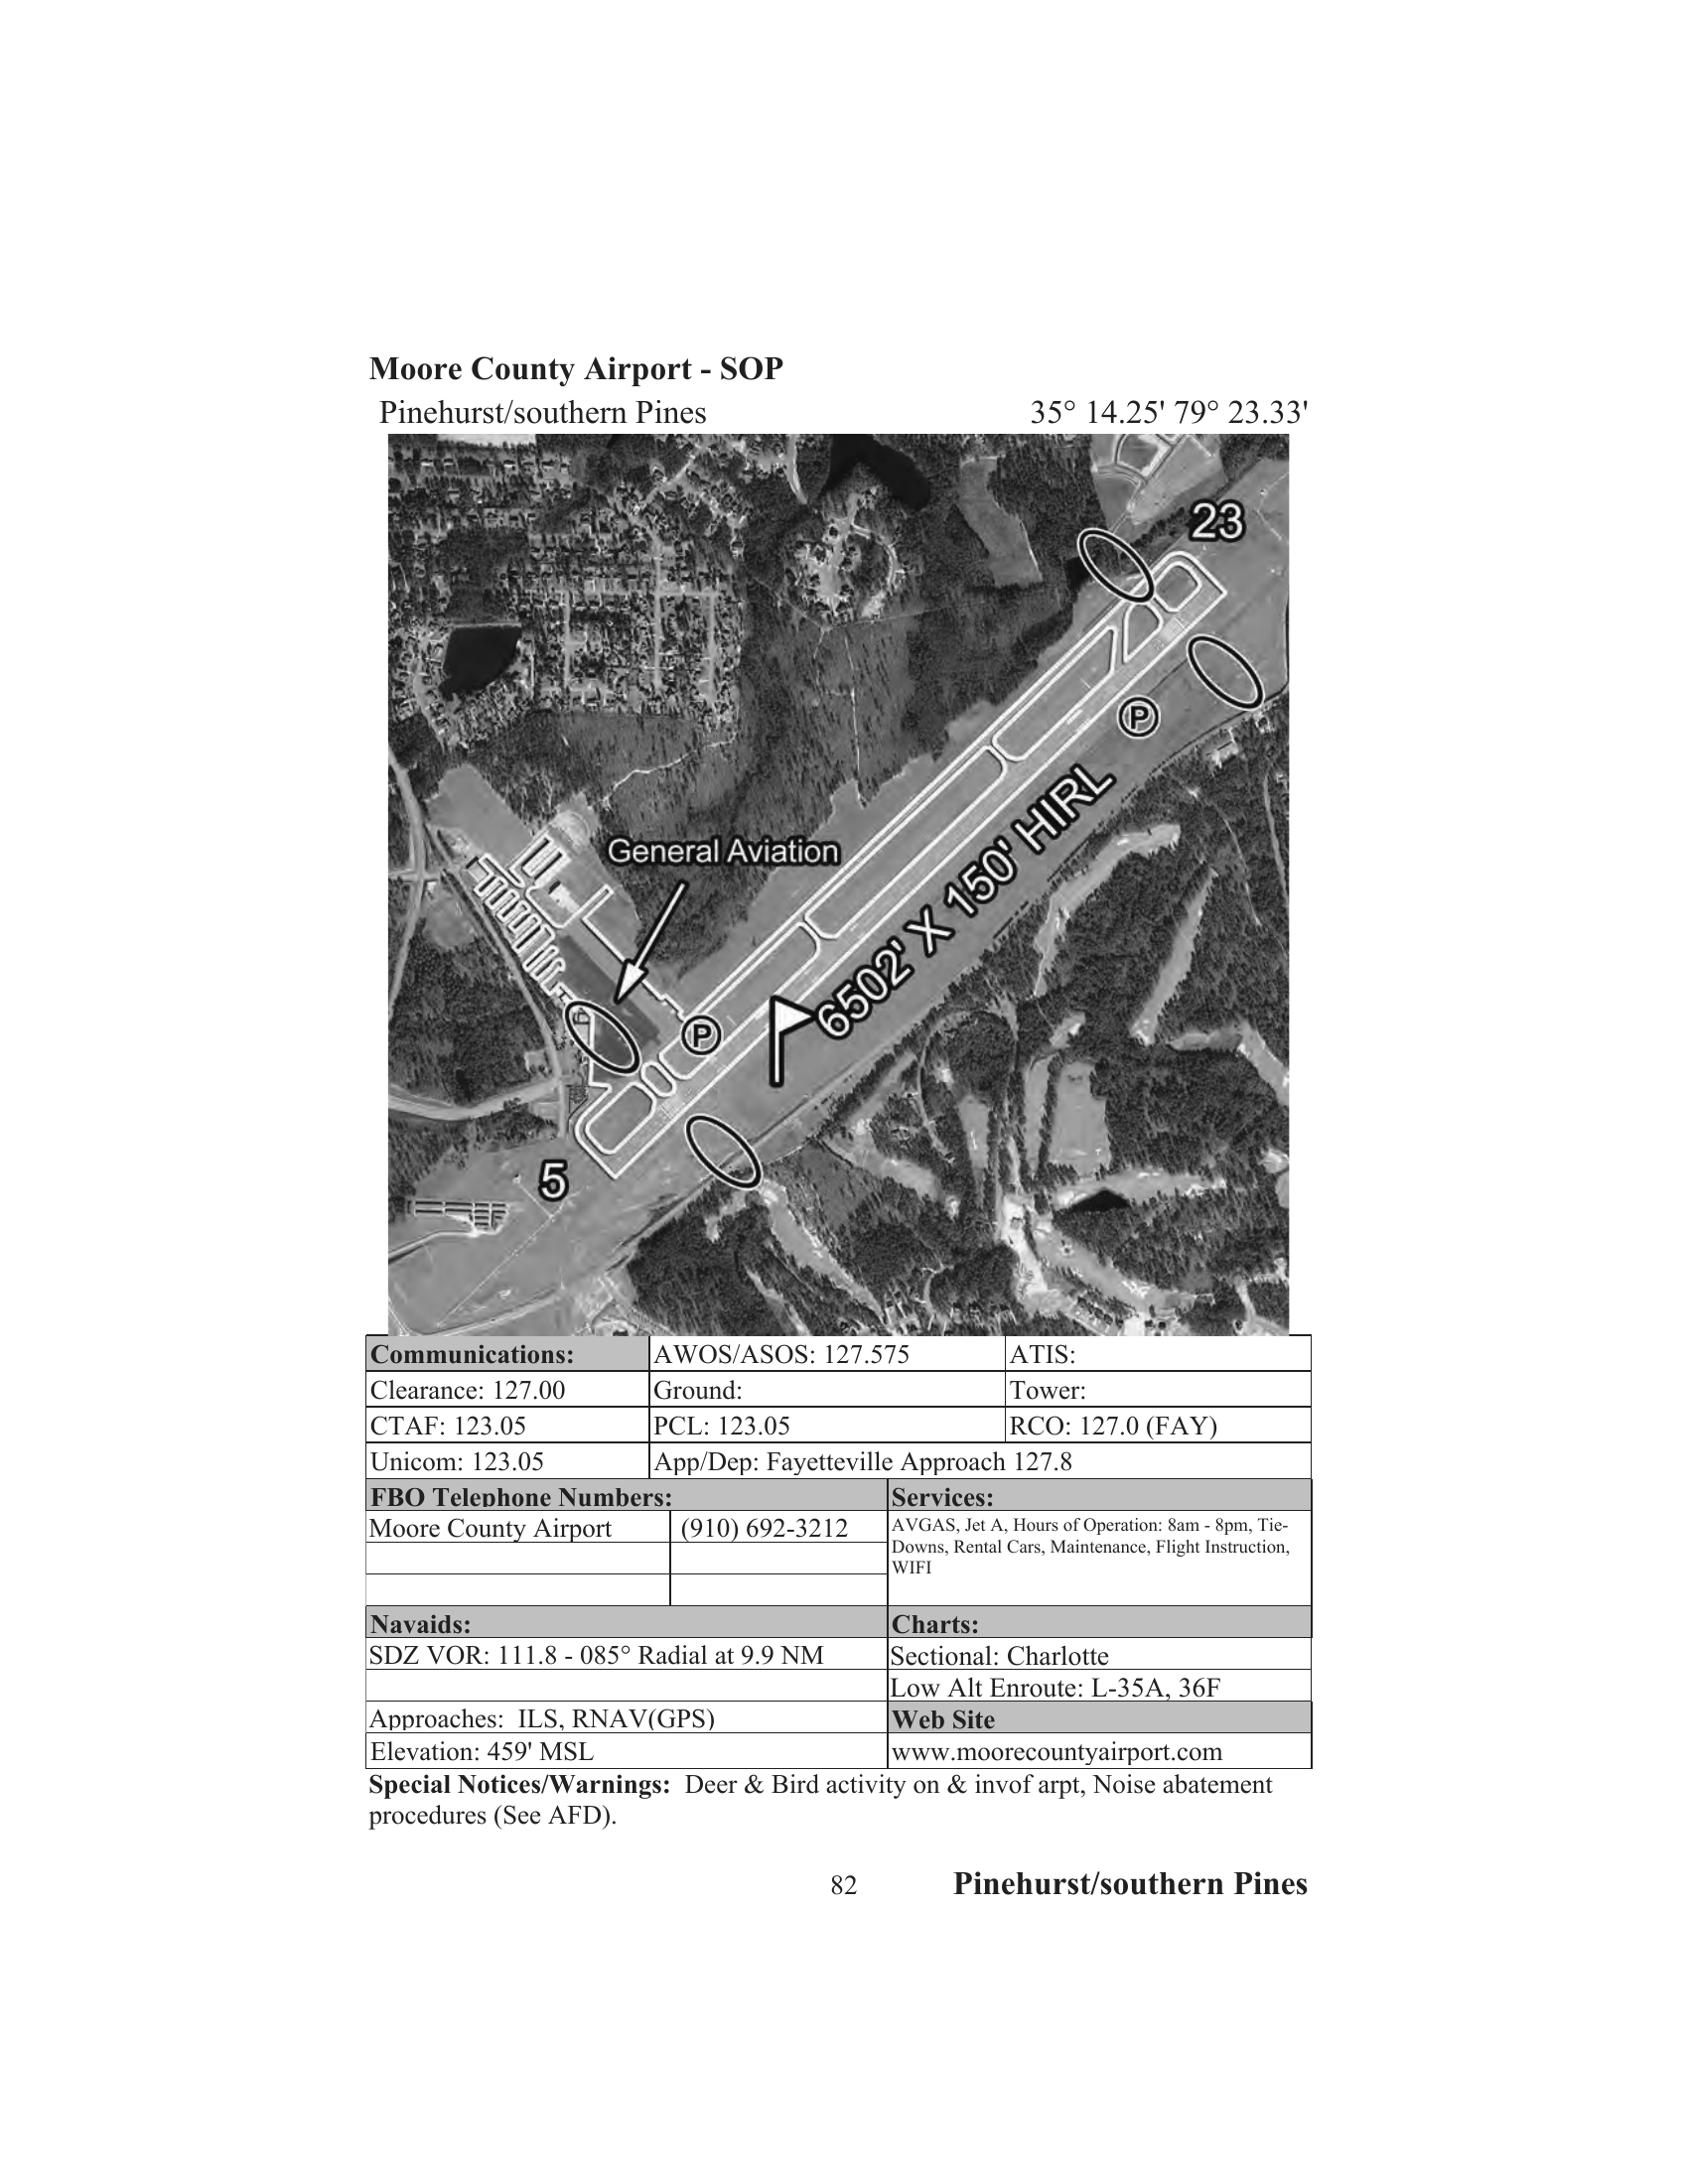 Moore County Airport - SOP
Pinehurst/southern Pines 35° 14.25' 79° 23.33'
23
P
General Aviation
6502' X 150' HIRL
P
5
Communications: AWOS/ASOS: 127.575 ATIS:
Clearance: 127.00 Ground: Tower:
CTAF: 123.05 PCL: 123.05 RCO: 127.0 (FAY)
Unicom: 123.05 App/Dep: Fayetteville Approach 127.8
FBO Telephone Numbers: Services:
Moore County Airport (910) 692-3212
AVGAS, Jet A, Hours of Operation: 8am - 8pm, Tie-
Downs, Rental Cars, Maintenance, Flight Instruction,
WIFI
Navaids: Charts:
SDZ VOR: 111.8 - 085° Radial at 9.9 NM Sectional: Charlotte
Low Alt Enroute: L-35A, 36F
Approaches: ILS, RNAV(GPS) Web Site
Elevation: 459' MSL www.moorecountyairport.com
Special Notices/Warnings: Deer & Bird activity on & invof arpt, Noise abatement
procedures (See AFD).
82 Pinehurst/southern Pines